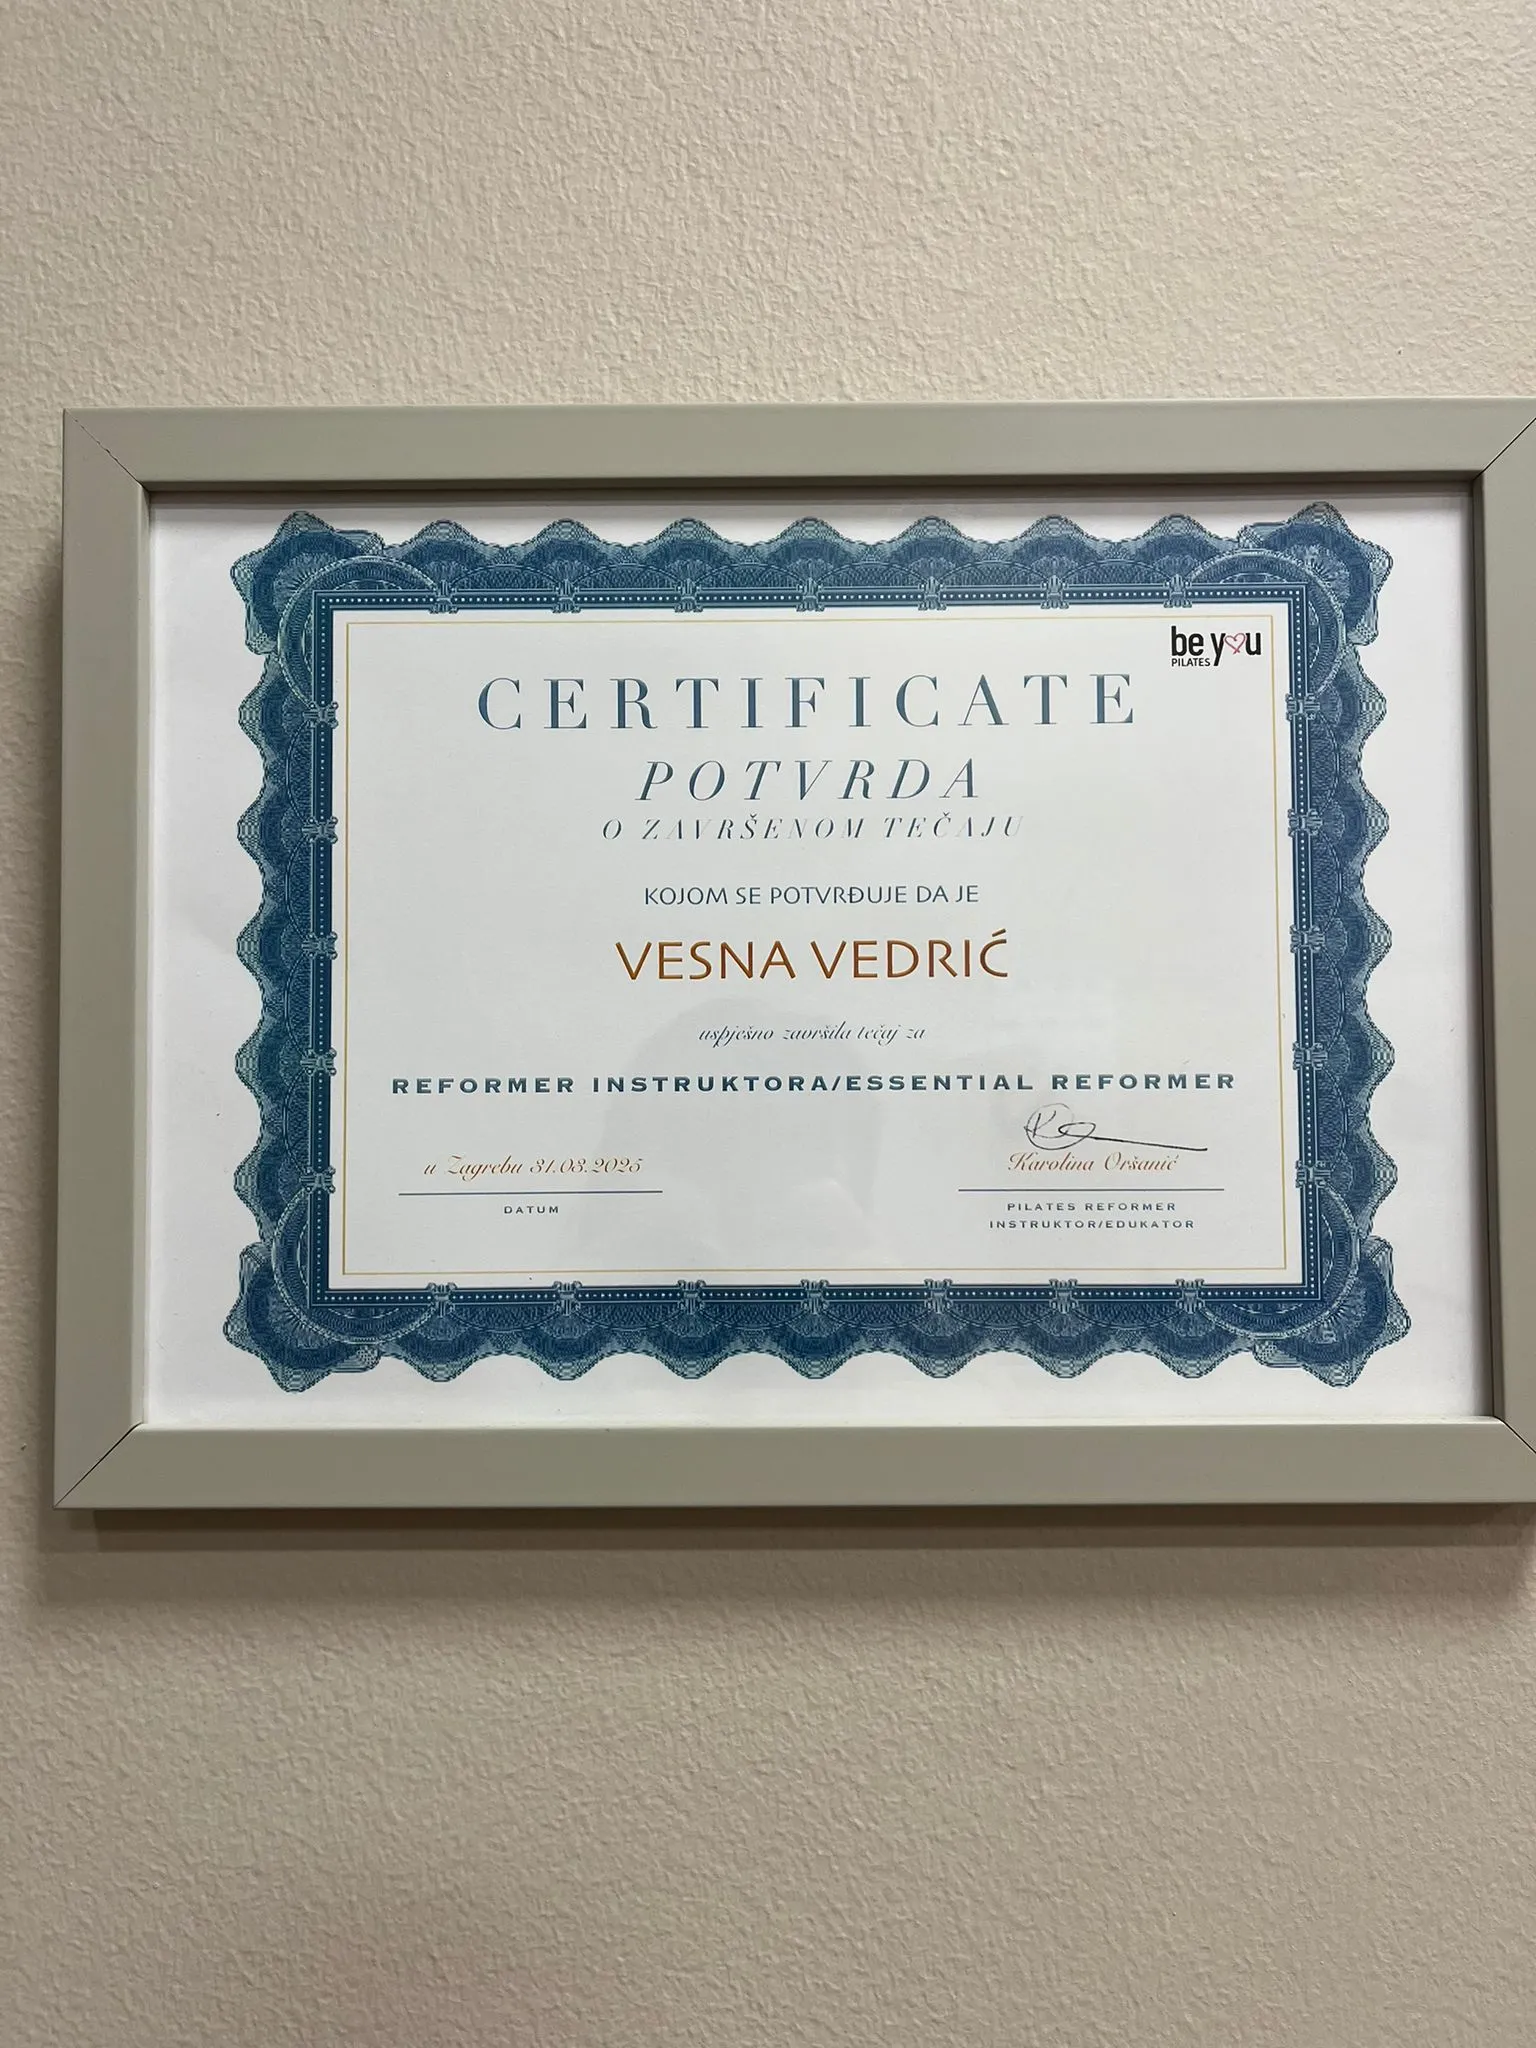 be you
PILATES
CERTIFICATE
POTVRDA
O ZAVRŠENOM TEČAJU
KOJOM SE POTVRĐUJE DA JE
VESNA VEDRIĆ
uspješno završila tečaj za
REFORMER INSTRUKTORA/ESSENTIAL REFORMER
u Zagrebu 31.03.2025
DATUM
Karolina Oršanić
PILATES REFORMER
INSTRUKTOR/EDUKATOR